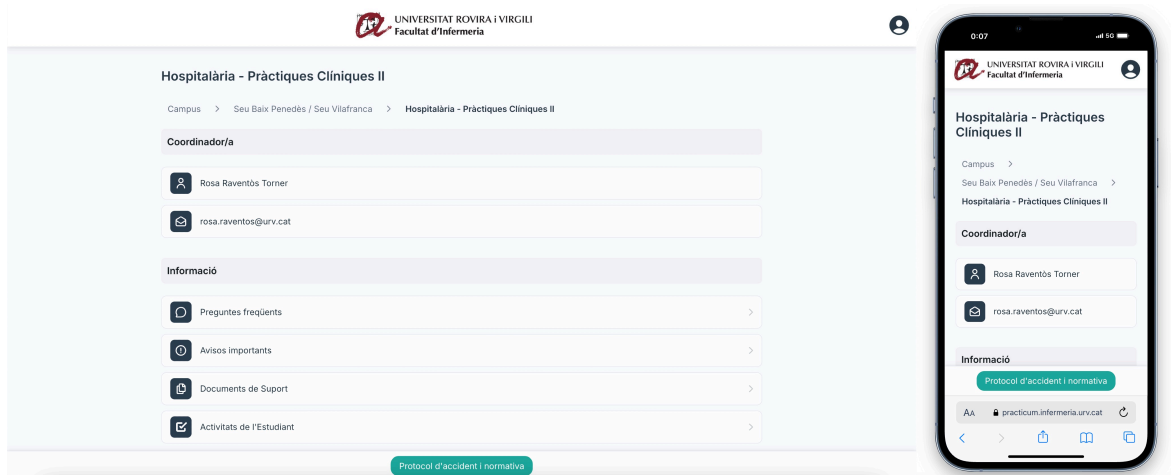 UNIVERSITAT ROVIRA i VIRGILI
Facultat d'Infermeria
Hospitalària - Pràctiques Clíniques II
Campus > Seu Baix Penedès / Seu Vilafranca > Hospitalària - Pràctiques Clíniques II
Coordinador/a
Rosa Raventòs Torner
rosa.raventos@urv.cat
Informació
Preguntes freqüents
Avisos importants
Documents de Suport
Activitats de l'Estudiant
Protocol d'accident i normativa
0:07
5G
UNIVERSITAT ROVIRA i VIRGILI
Facultat d'Infermeria
Hospitalària - Pràctiques
Clíniques II
Campus >
Seu Baix Penedès / Seu Vilafranca >
Hospitalària - Pràctiques Clíniques II
Coordinador/a
Rosa Raventòs Torner
rosa.raventos@urv.cat
Informació
Protocol d'accident i normativa
AA practicum.infermeria.urv.cat